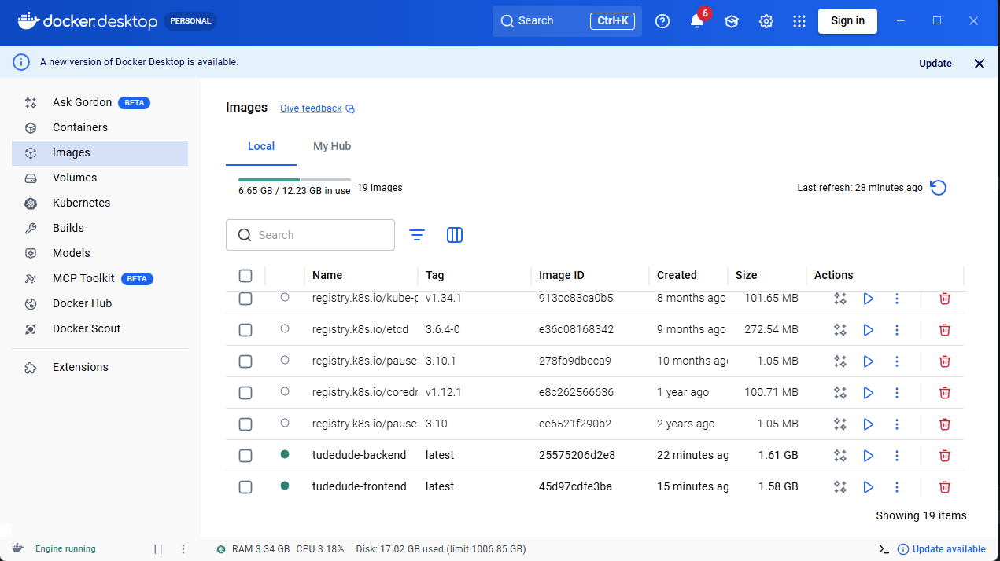 docker.desktop PERSONAL Search Ctrl+K 6 Sign in
A new version of Docker Desktop is available. Update
Ask Gordon BETA
Containers
Images
Volumes
Kubernetes
Builds
Models
MCP Toolkit BETA
Docker Hub
Docker Scout
Extensions
Images Give feedback
Local My Hub
6.65 GB / 12.23 GB in use 19 images Last refresh: 28 minutes ago
Search
Name Tag Image ID Created Size Actions
registry.k8s.io/kube-p v1.34.1 913cc83ca0b5 8 months ago 101.65 MB
registry.k8s.io/etcd 3.6.4-0 e36c08168342 9 months ago 272.54 MB
registry.k8s.io/pause 3.10.1 278fb9dbcca9 10 months ago 1.05 MB
registry.k8s.io/coredn v1.12.1 e8c262566636 1 year ago 100.71 MB
registry.k8s.io/pause 3.10 ee6521f290b2 2 years ago 1.05 MB
tudedude-backend latest 25575206d2e8 22 minutes ag 1.61 GB
tudedude-frontend latest 45d97cdfe3ba 15 minutes ag 1.58 GB
Showing 19 items
Engine running RAM 3.34 GB CPU 3.18% Disk: 17.02 GB used (limit 1006.85 GB) Update available